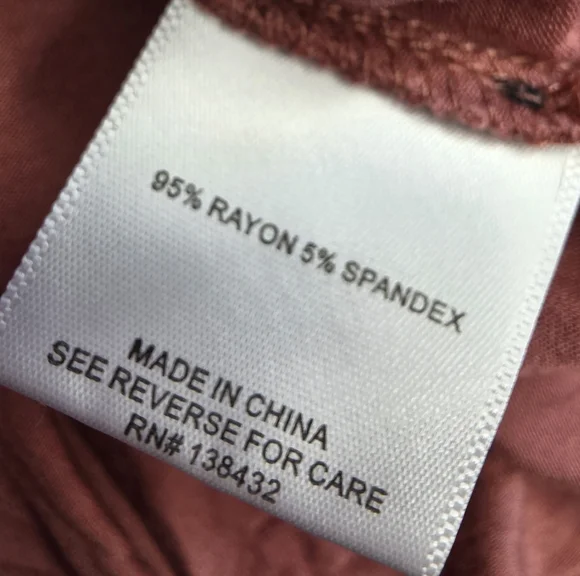 95% RAYON 5% SPANDEX
MADE IN CHINA
SEE REVERSE FOR CARE
RN# 138432